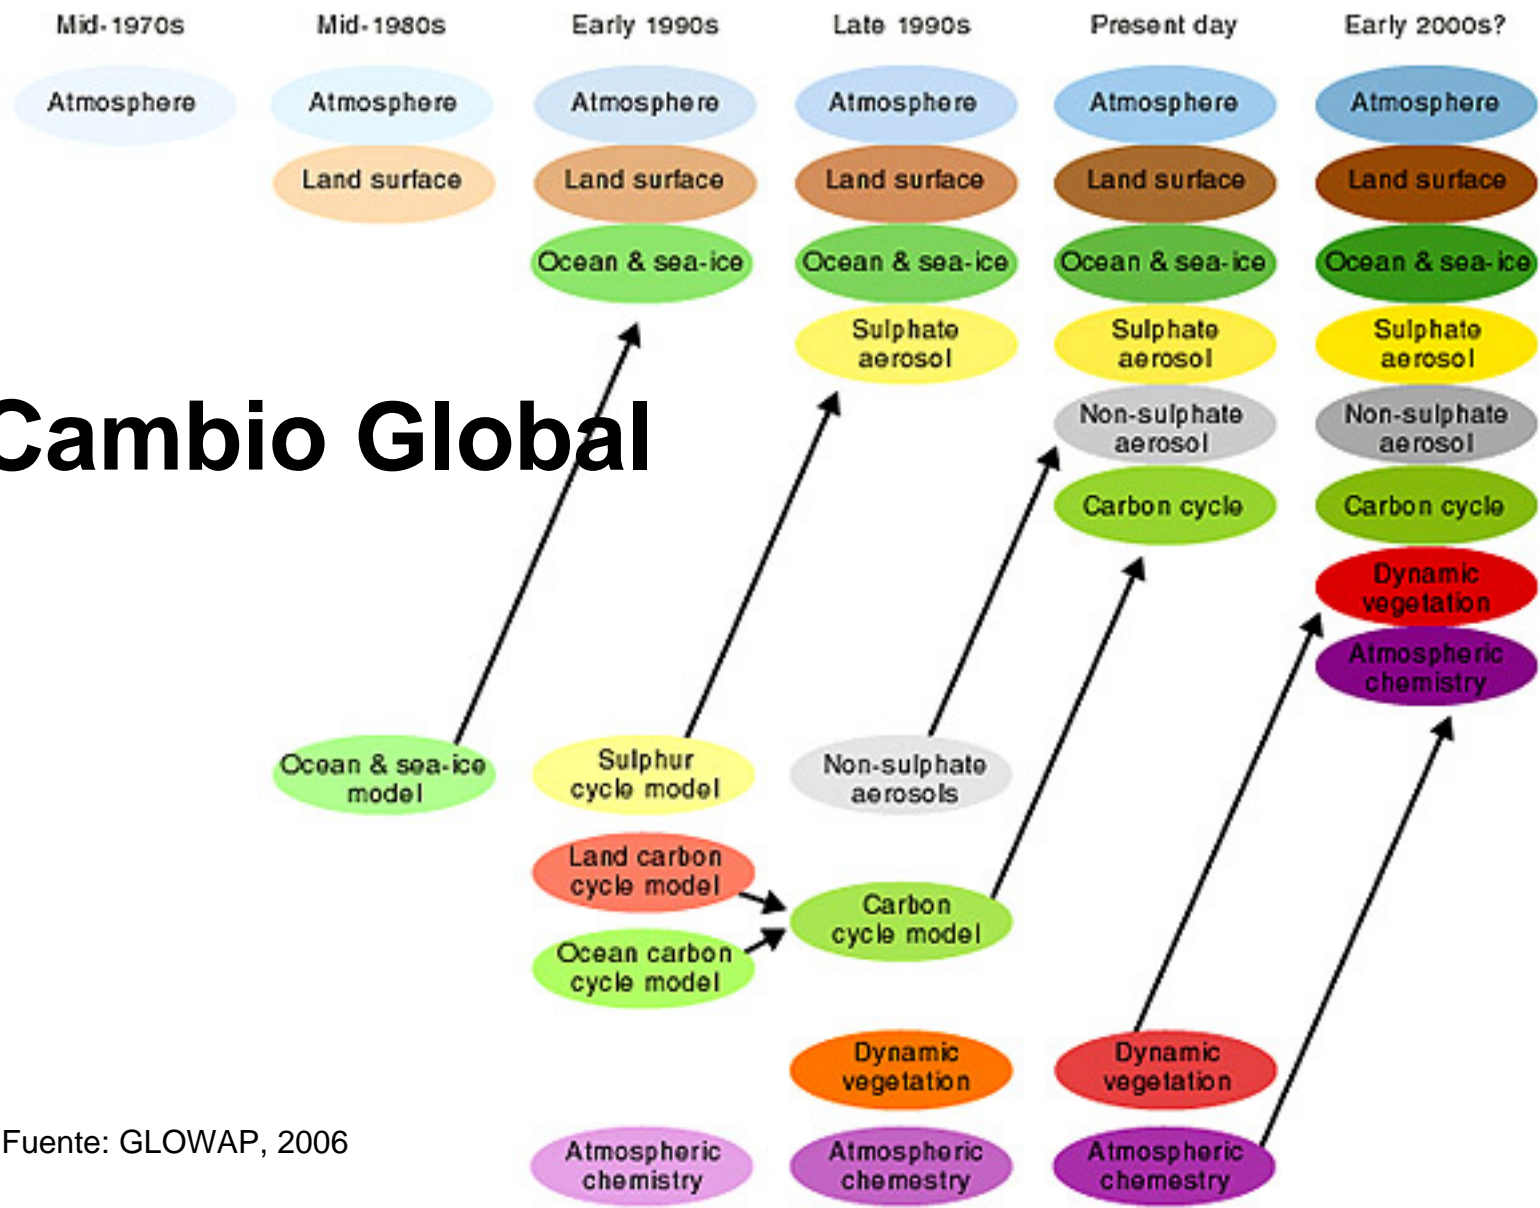 Mid-1970s
Mid-1980s
Early 1990s
Late 1990s
Present day
Early 2000s?
Atmosphere
Atmosphere
Atmosphere
Atmosphere
Atmosphere
Atmosphere
Land surface
Land surface
Land surface
Land surface
Land surface
Ocean & sea-ice
Ocean & sea-ice
Ocean & sea-ice
Ocean & sea-ice
Sulphate
aerosol
Sulphate
aerosol
Sulphate
aerosol
Cambio Global
Non-sulphate
aerosol
Non-sulphate
aerosol
Carbon cycle
Carbon cycle
Dynamic
vegetation
Atmospheric
chemistry
Ocean & sea-ice
model
Sulphur
cycle model
Non-sulphate
aerosols
Land carbon
cycle model
Carbon
cycle model
Ocean carbon
cycle model
Dynamic
vegetation
Dynamic
vegetation
Fuente: GLOWAP, 2006
Atmospheric
chemistry
Atmospheric
chemestry
Atmospheric
chemestry